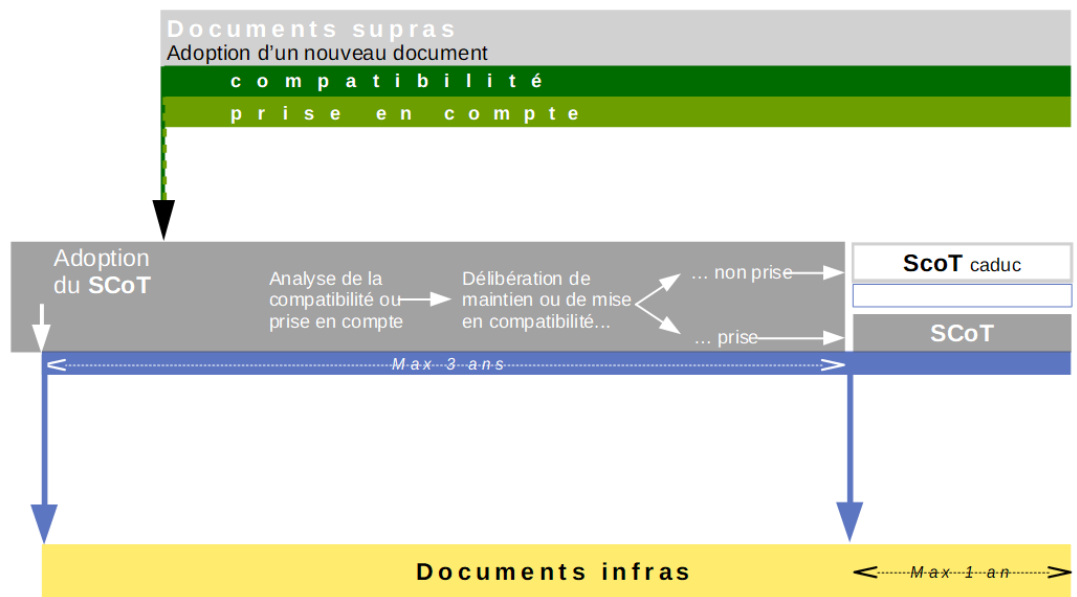 Documents supras
Adoption d’un nouveau document
compatibilité
prise en compte
Adoption
du SCoT
Analyse de la
compatibilité ou
prise en compte
Délibération de
maintien ou de mise
en compatibilité...
... non prise
... prise
ScoT caduc
SCoT
Max 3 ans
Documents infras
Max 1 an